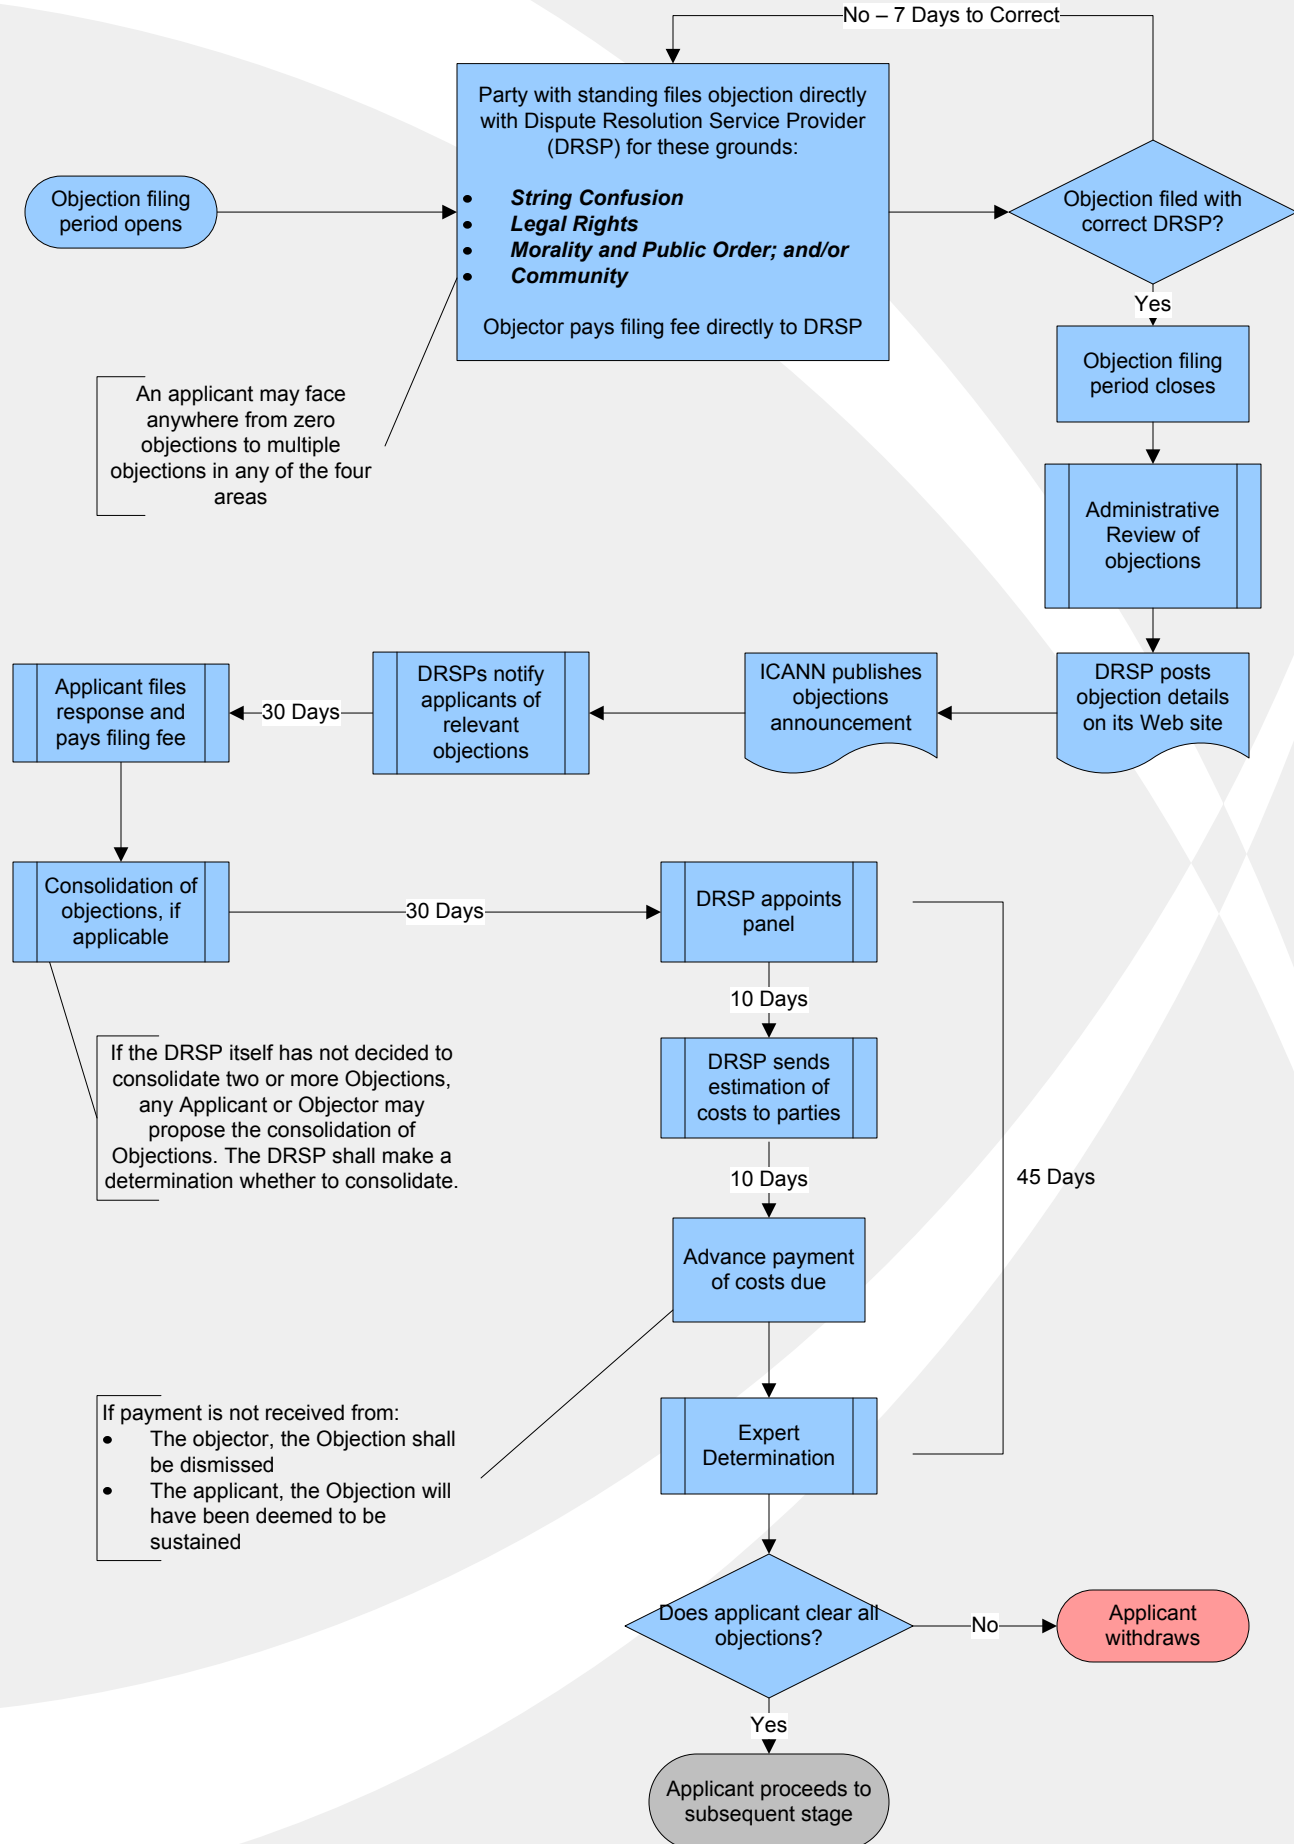 No – 7 Days to Correct
Party with standing files objection directly
with Dispute Resolution Service Provider
(DRSP) for these grounds:
• String Confusion
• Legal Rights
• Morality and Public Order; and/or
• Community
Objector pays filing fee directly to DRSP
Objection filing
period opens
Objection filed with
correct DRSP?
Yes
An applicant may face
anywhere from zero
objections to multiple
objections in any of the four
areas
Objection filing
period closes
Administrative
Review of
objections
DRSP posts
objection details
on its Web site
ICANN publishes
objections
announcement
DRSPs notify
applicants of
relevant
objections
30 Days
Applicant files
response and
pays filing fee
Consolidation of
objections, if
applicable
30 Days
DRSP appoints
panel
10 Days
If the DRSP itself has not decided to
consolidate two or more Objections,
any Applicant or Objector may
propose the consolidation of
Objections. The DRSP shall make a
determination whether to consolidate.
DRSP sends
estimation of
costs to parties
10 Days
45 Days
Advance payment
of costs due
If payment is not received from:
• The objector, the Objection shall
be dismissed
• The applicant, the Objection will
have been deemed to be
sustained
Expert
Determination
Does applicant clear all
objections?
No
Applicant
withdraws
Yes
Applicant proceeds to
subsequent stage